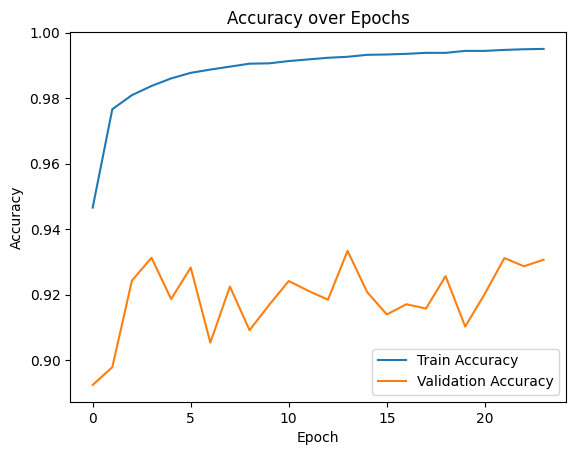 Accuracy over Epochs
1.00
0.98
0.96
0.94
0.92
0.90
Accuracy
Train Accuracy
Validation Accuracy
0 5 10 15 20
Epoch